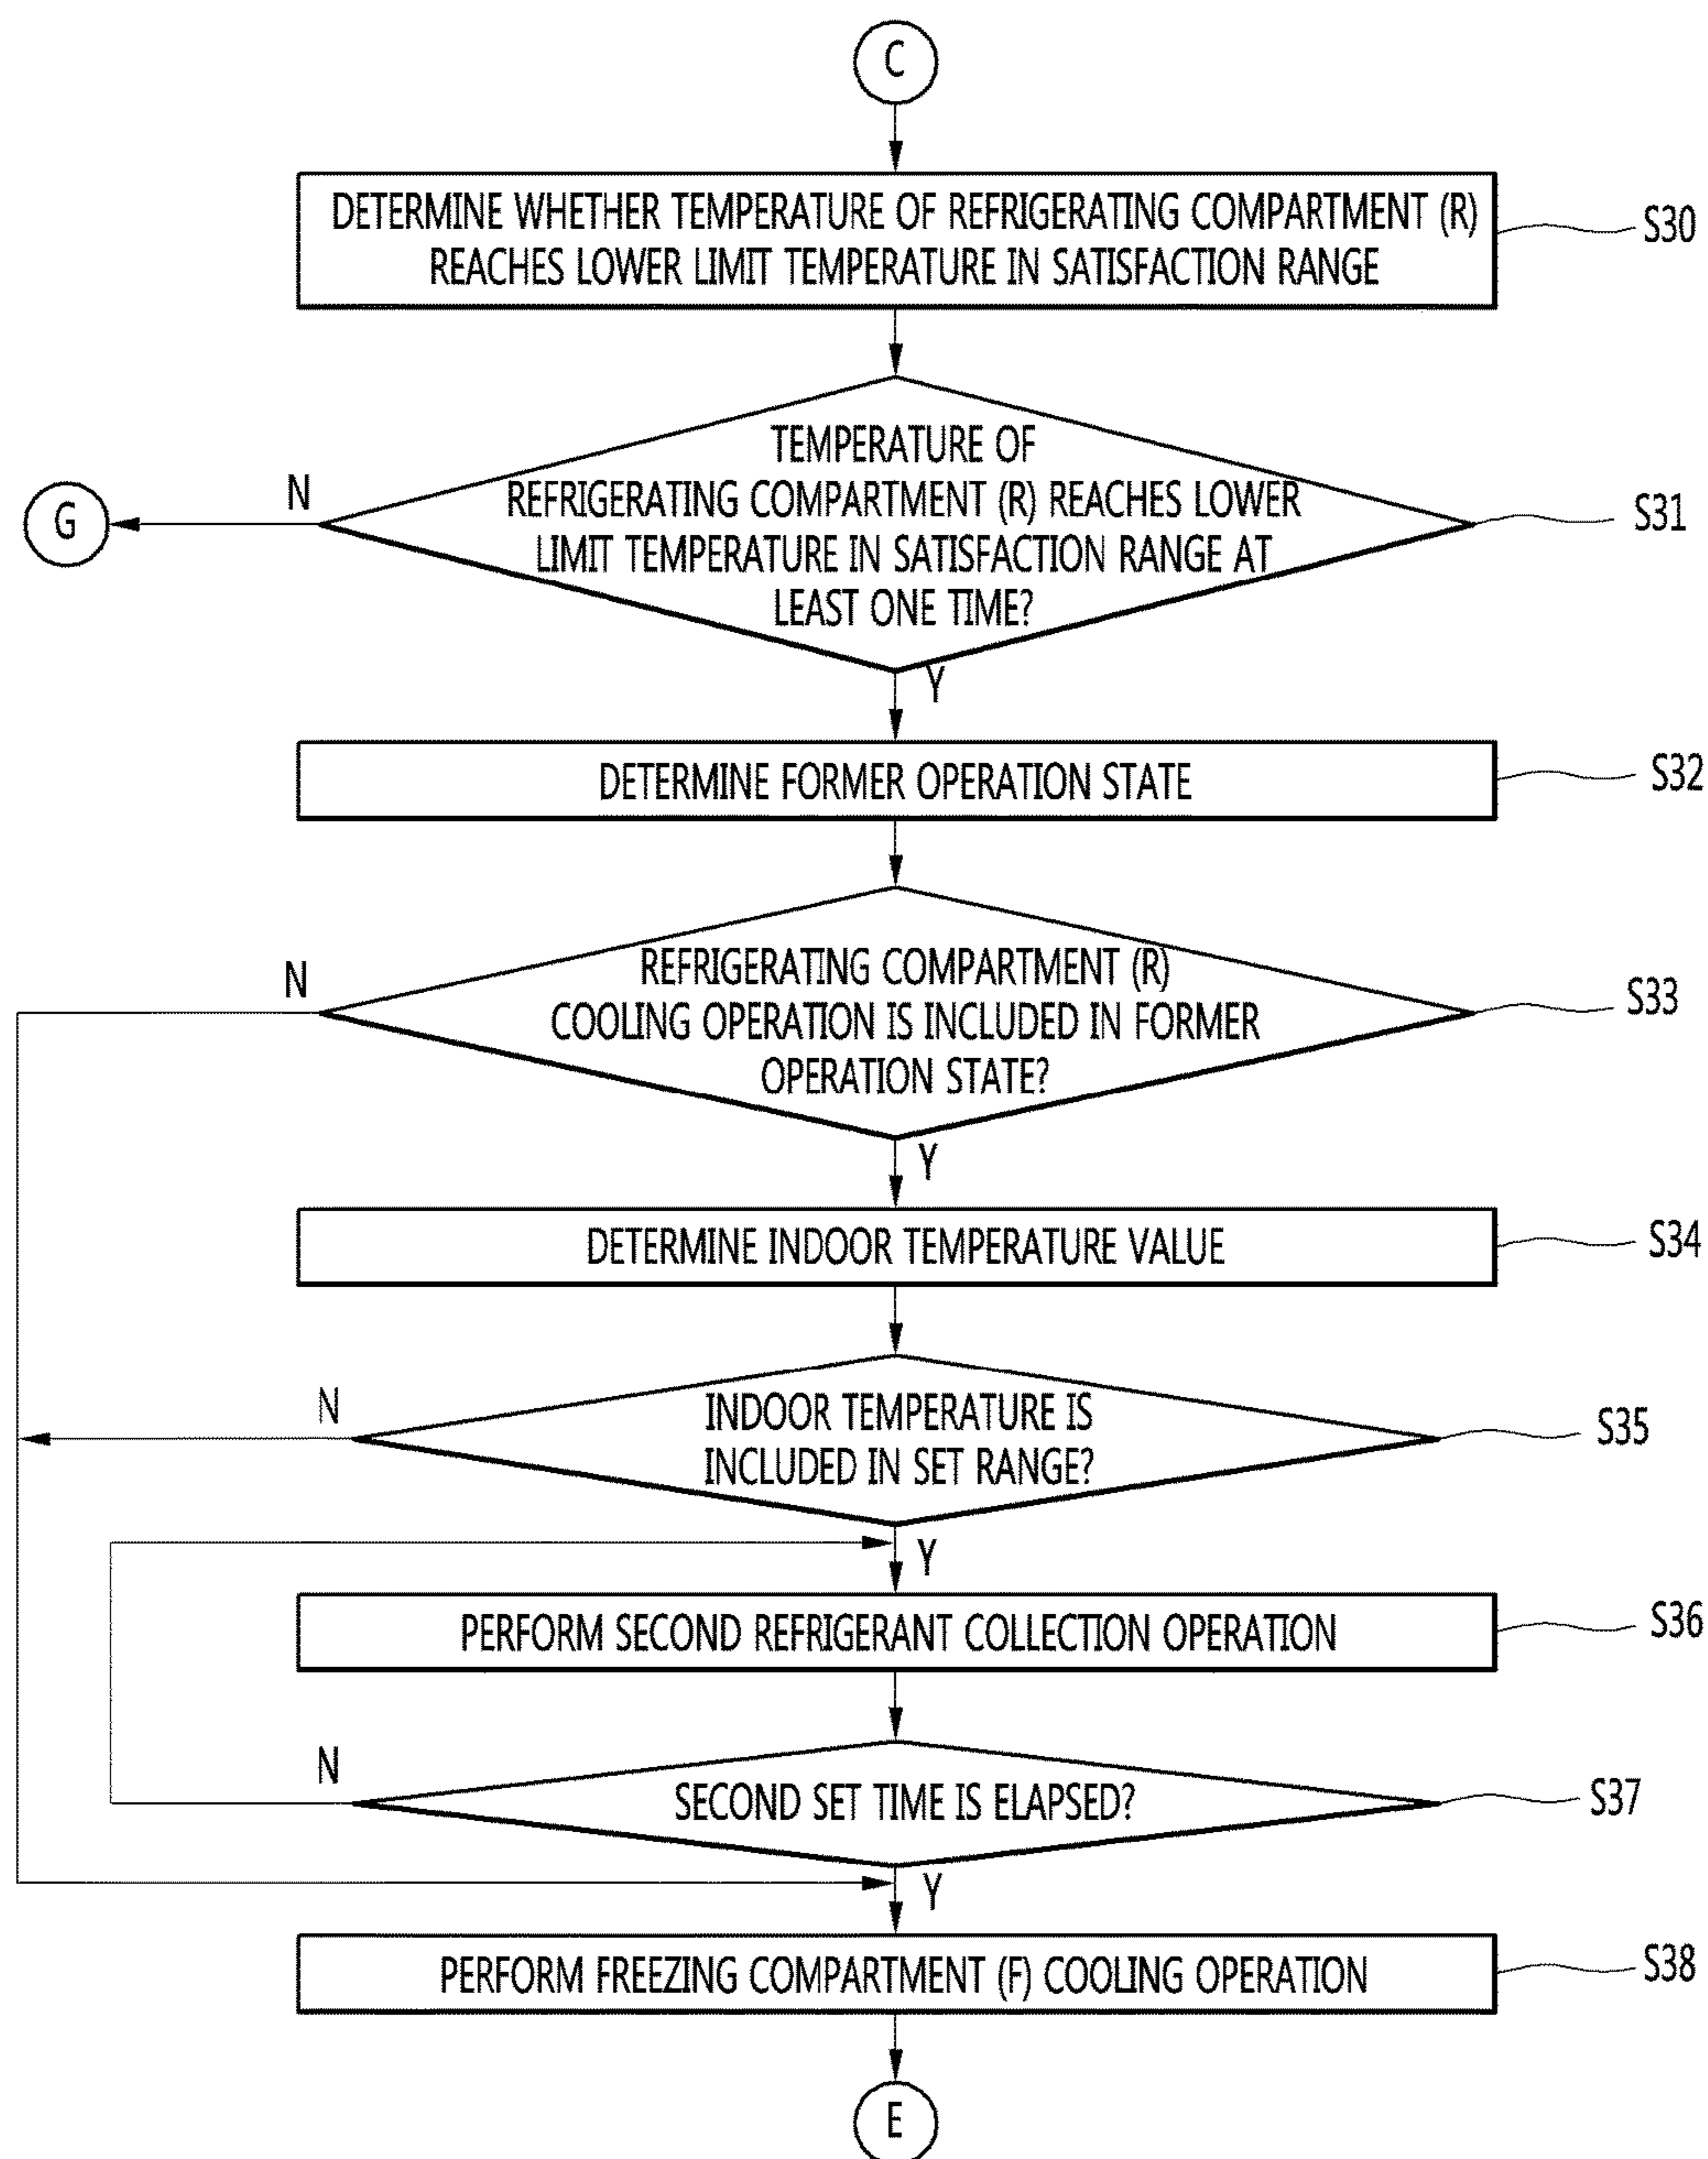 C
DETERMINE WHETHER TEMPERATURE OF REFRIGERATING COMPARTMENT (R)
REACHES LOWER LIMIT TEMPERATURE IN SATISFACTION RANGE
S30
TEMPERATURE OF
REFRIGERATING COMPARTMENT (R) REACHES LOWER
LIMIT TEMPERATURE IN SATISFACTION RANGE AT
LEAST ONE TIME?
S31
N
G
Y
DETERMINE FORMER OPERATION STATE
S32
REFRIGERATING COMPARTMENT (R)
COOLING OPERATION IS INCLUDED IN FORMER
OPERATION STATE?
S33
N
Y
DETERMINE INDOOR TEMPERATURE VALUE
S34
INDOOR TEMPERATURE IS
INCLUDED IN SET RANGE?
S35
N
Y
PERFORM SECOND REFRIGERANT COLLECTION OPERATION
S36
SECOND SET TIME IS ELAPSED?
S37
N
Y
PERFORM FREEZING COMPARTMENT (F) COOLING OPERATION
S38
E